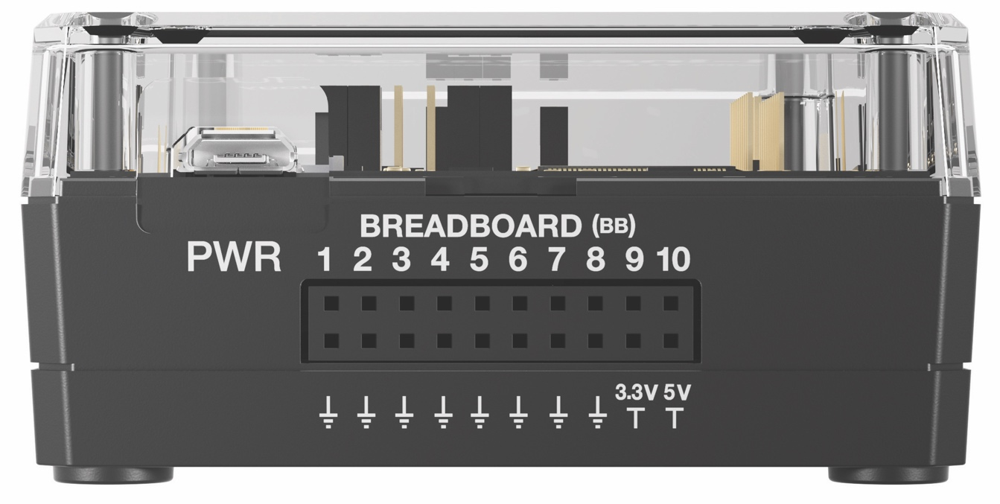 BREADBOARD (BB)
PWR 1 2 3 4 5 6 7 8 9 10
3.3V 5V